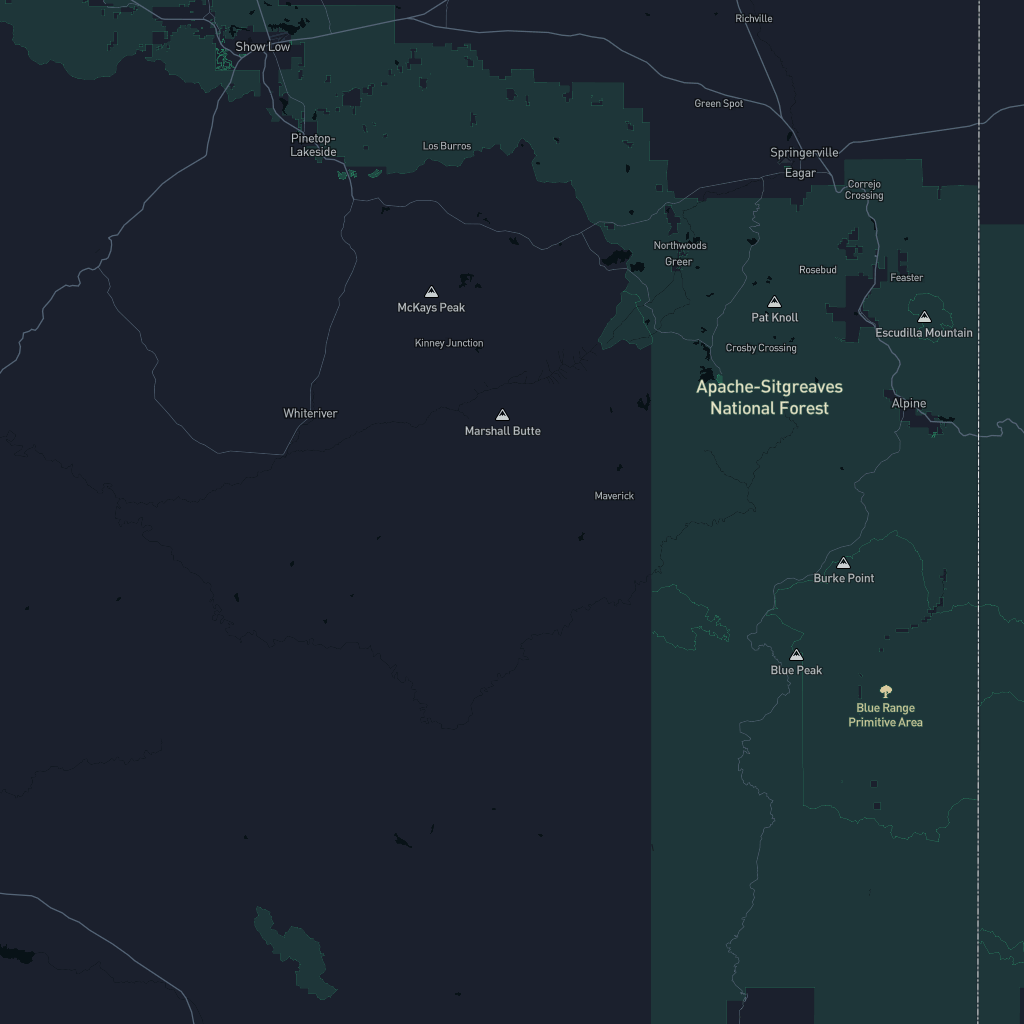 Richville
Show Low
Green Spot
Pinetop-
Lakeside
Los Burros
Springerville
Eagar
Correjo
Crossing
Northwoods
Greer
Rosebud
Feaster
McKays Peak
Pat Knoll
Escudilla Mountain
Kinney Junction
Crosby Crossing
Apache-Sitgreaves
National Forest
Whiteriver
Alpine
Marshall Butte
Maverick
Burke Point
Blue Peak
Blue Range
Primitive Area